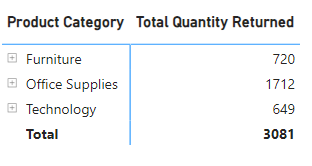 Product Category Total Quantity Returned
Furniture 720
Office Supplies 1712
Technology 649
Total 3081